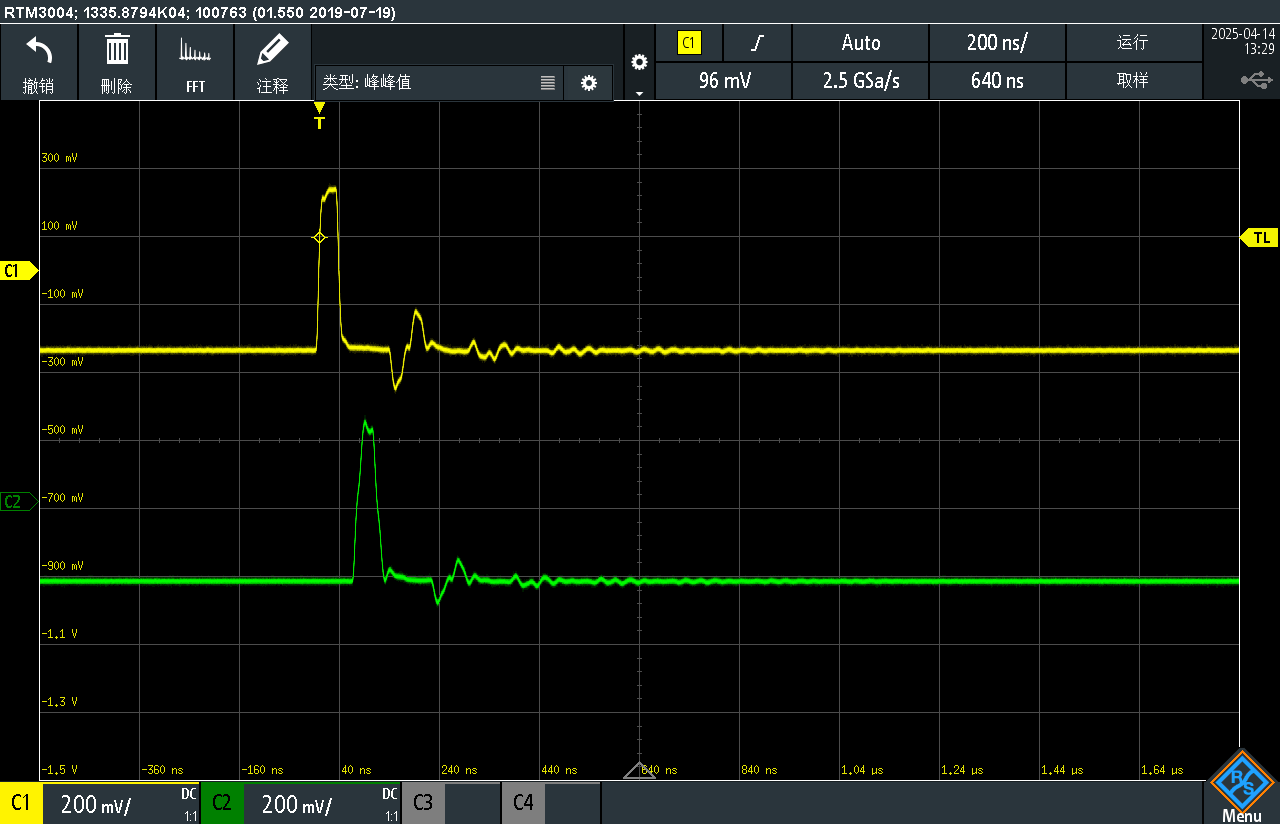 RTM3004; 1335.8794K04; 100763 (01.550 2019-07-19)
撤销
删除
FFT
注释
类型: 峰峰值
C1
Auto
200 ns/
运行
96 mV
2.5 GSa/s
640 ns
取样
2025-04-14
13:29
T
300 mV
100 mV
TL
C1
-100 mV
-300 mV
-500 mV
-700 mV
C2
-900 mV
-1.1 V
-1.3 V
-1.5 V
-360 ns
-160 ns
40 ns
240 ns
440 ns
640 ns
840 ns
1.04 µs
1.24 µs
1.44 µs
1.64 µs
C1
200 mV/
DC
1:1
C2
200 mV/
DC
1:1
C3
C4
R
S
Menu